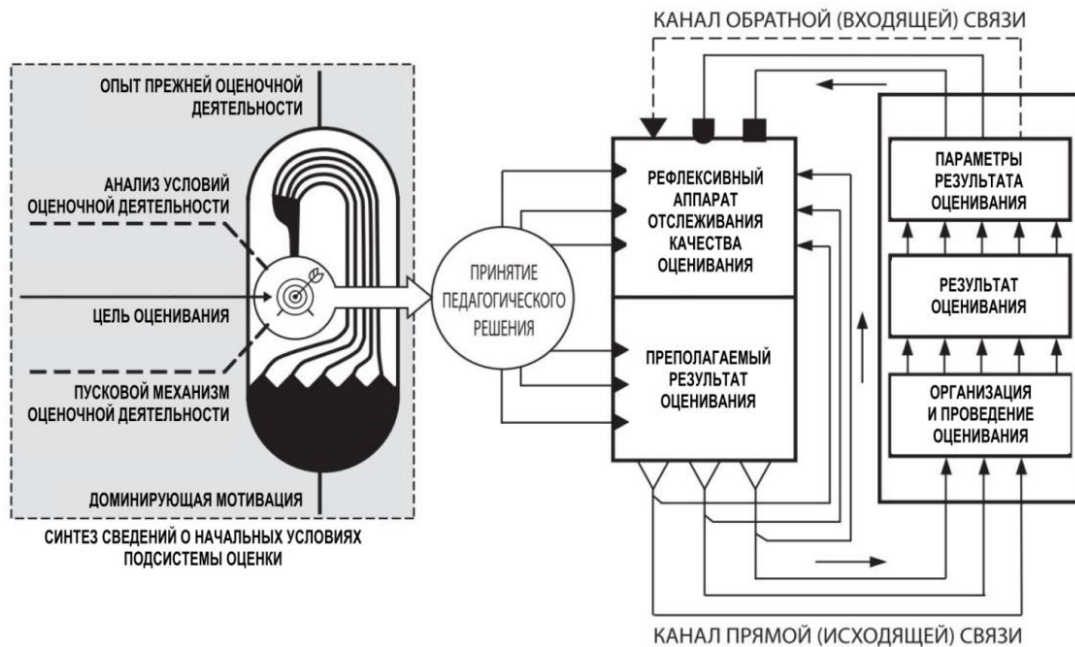 КАНАЛ ОБРАТНОЙ (ВХОДЯЩЕЙ) СВЯЗИ
ОПЫТ ПРЕЖНЕЙ ОЦЕНОЧНОЙ
ДЕЯТЕЛЬНОСТИ
АНАЛИЗ УСЛОВИЙ
ОЦЕНОЧНОЙ ДЕЯТЕЛЬНОСТИ
ЦЕЛЬ ОЦЕНИВАНИЯ
ПУСКОВОЙ МЕХАНИЗМ
ОЦЕНОЧНОЙ ДЕЯТЕЛЬНОСТИ
ДОМИНИРУЮЩАЯ МОТИВАЦИЯ
СИНТЕЗ СВЕДЕНИЙ О НАЧАЛЬНЫХ УСЛОВИЯХ
ПОДСИСТЕМЫ ОЦЕНКИ
ПРИНЯТИЕ
ПЕДАГОГИЧЕСКОГО
РЕШЕНИЯ
РЕФЛЕКСИВНЫЙ
АППАРАТ
ОТСЛЕЖИВАНИЯ
КАЧЕСТВА
ОЦЕНИВАНИЯ
ПРЕПОЛАГАЕМЫЙ
РЕЗУЛЬТАТ
ОЦЕНИВАНИЯ
ПАРАМЕТРЫ
РЕЗУЛЬТАТА
ОЦЕНИВАНИЯ
РЕЗУЛЬТАТ
ОЦЕНИВАНИЯ
ОРГАНИЗАЦИЯ
И ПРОВЕДЕНИЕ
ОЦЕНИВАНИЯ
КАНАЛ ПРЯМОЙ (ИСХОДЯЩЕЙ) СВЯЗИ